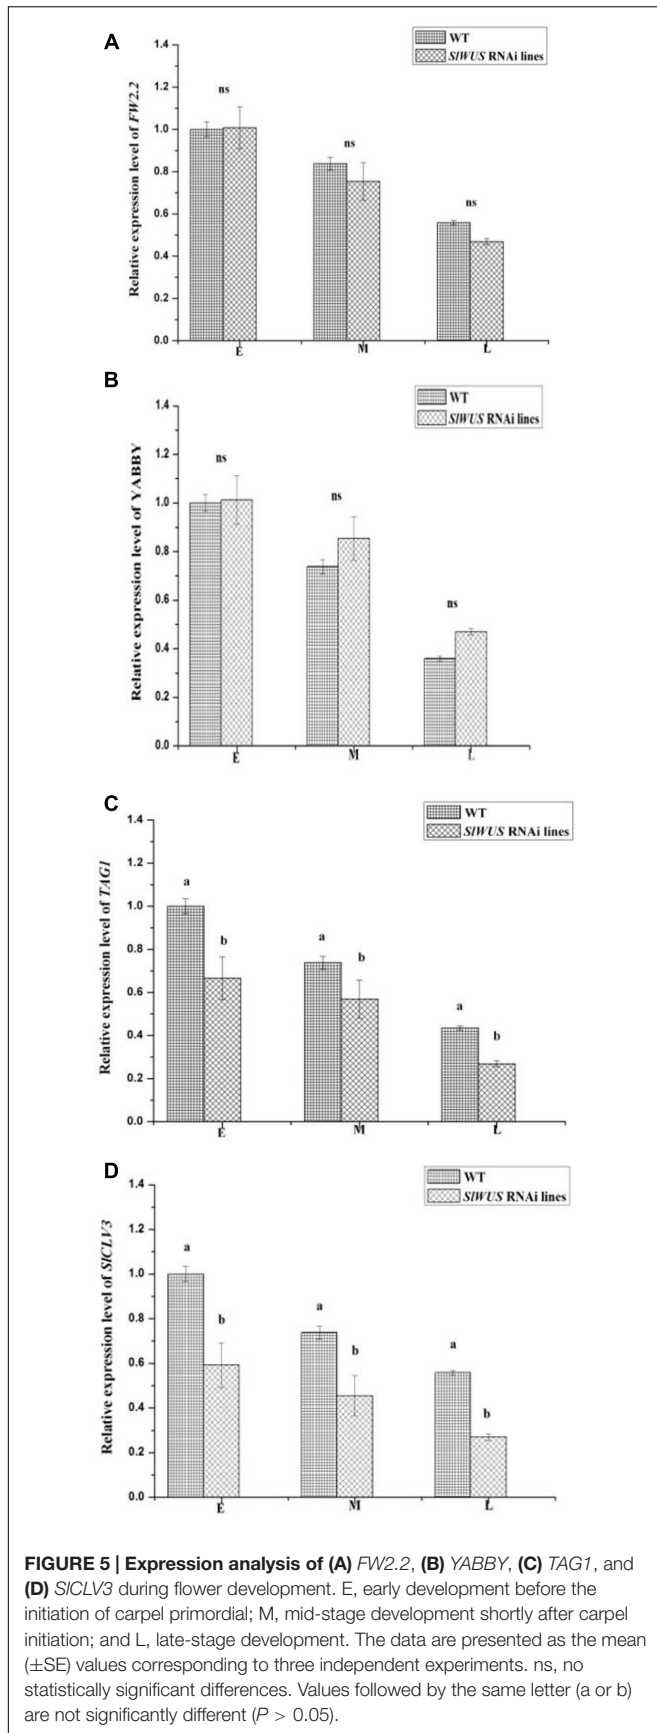 A
WT
SlWUS RNAi lines
Relative expression level of FW2.2
1.4
1.2
1.0
0.8
0.6
0.4
0.2
0.0
ns
ns
ns
E
M
L
B
WT
SlWUS RNAi lines
Relative expression level of YABBY
1.4
1.2
1.0
0.8
0.6
0.4
0.2
0.0
ns
ns
ns
E
M
L
C
WT
SlWUS RNAi lines
Relative expression level of TAG1
1.4
1.2
1.0
0.8
0.6
0.4
0.2
0.0
a
b
a
b
a
b
E
M
L
D
WT
SlWUS RNAi lines
Relative expression level of SlCLV3
1.4
1.2
1.0
0.8
0.6
0.4
0.2
0.0
a
b
a
b
a
b
E
M
L
FIGURE 5 | Expression analysis of (A) FW2.2, (B) YABBY, (C) TAG1, and
(D) SlCLV3 during flower development. E, early development before the
initiation of carpel primordial; M, mid-stage development shortly after carpel
initiation; and L, late-stage development. The data are presented as the mean
(±SE) values corresponding to three independent experiments. ns, no
statistically significant differences. Values followed by the same letter (a or b)
are not significantly different (P > 0.05).